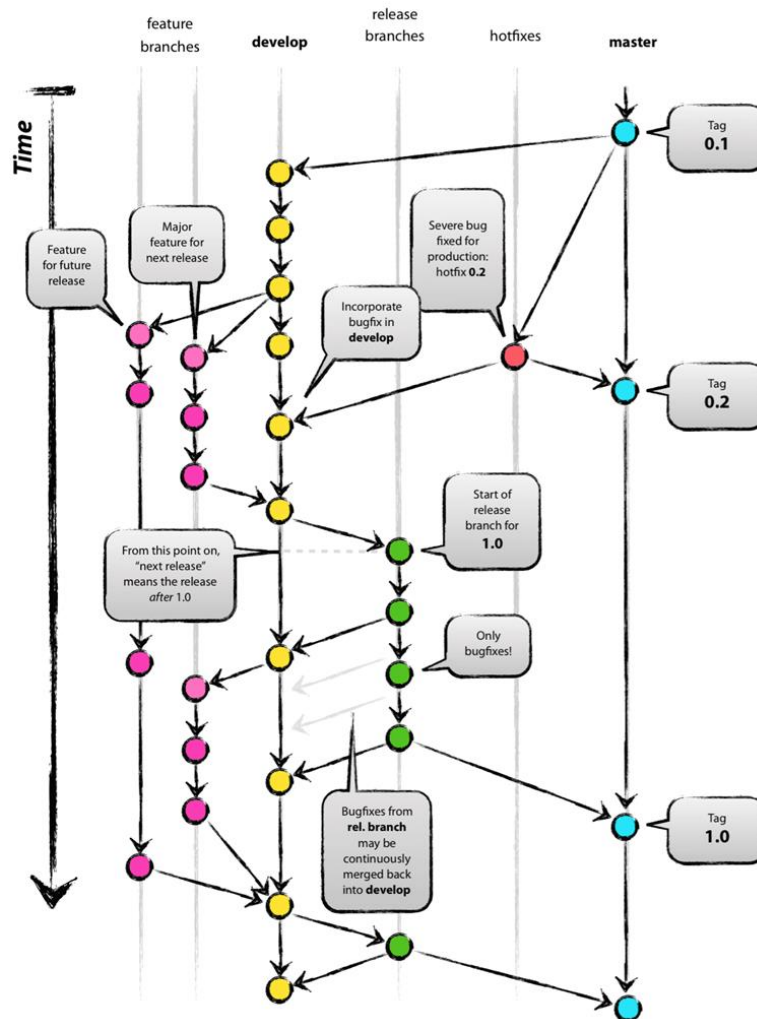 feature
branches
develop
release
branches
hotfixes
master
Time
Tag
0.1
Major
feature for
next release
Feature
for future
release
Severe bug
fixed for
production:
hotfix 0.2
Incorporate
bugfix in
develop
Tag
0.2
Start of
release
branch for
1.0
From this point on,
“next release”
means the release
after 1.0
Only
bugfixes!
Bugfixes from
rel. branch
may be
continuously
merged back
into develop
Tag
1.0